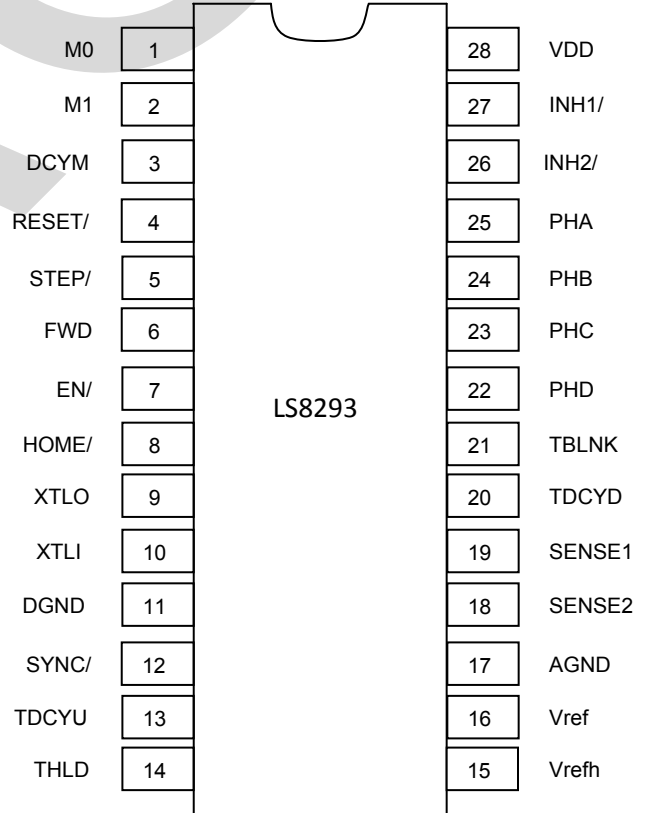 M0 1 28 VDD
M1 2 27 INH1/
DCYM 3 26 INH2/
RESET/ 4 25 PHA
STEP/ 5 24 PHB
FWD 6 23 PHC
EN/ 7 22 PHD
LS8293
HOME/ 8 21 TBLNK
XTLO 9 20 TDCYD
XTLI 10 19 SENSE1
DGND 11 18 SENSE2
SYNC/ 12 17 AGND
TDCYU 13 16 Vref
THLD 14 15 Vrefh